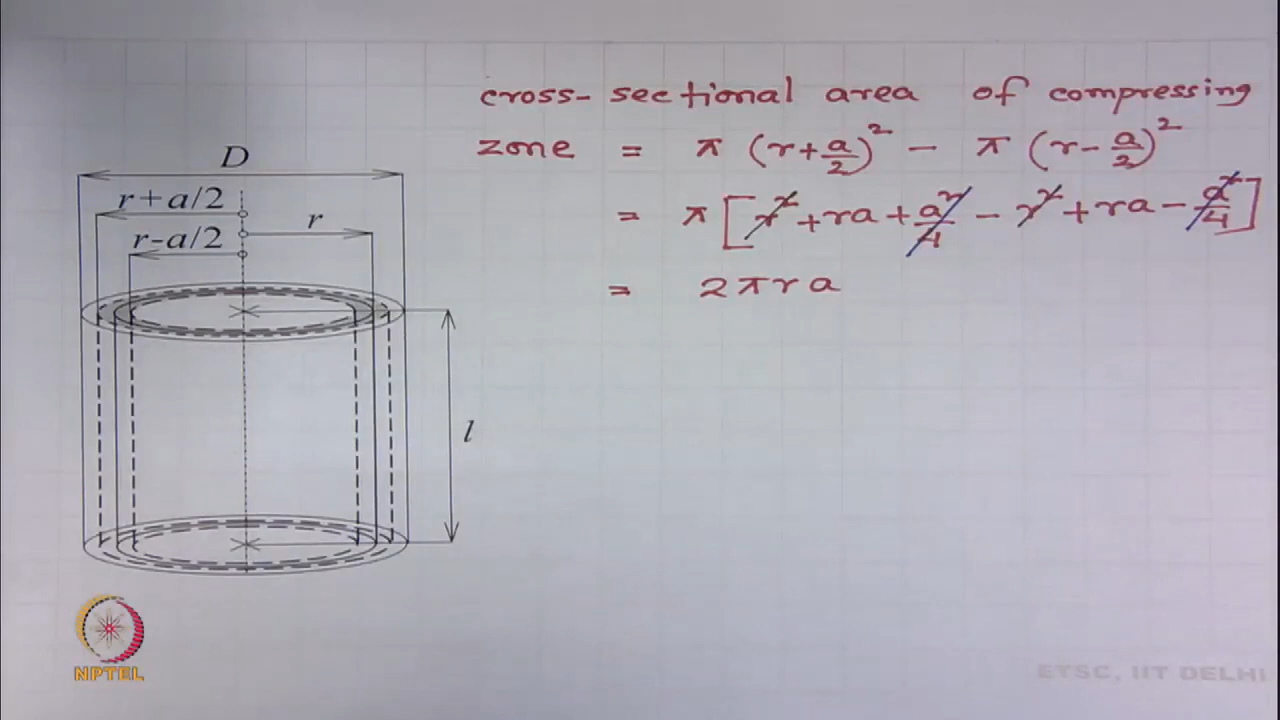 cross-sectional area of compressing
zone = π (r+a/2)² - π (r-a/2)²
= π [r² + ra + a²/4 - r² + ra - a²/4]
= 2πra
D
r+a/2
r
r-a/2
l
NPTEL
ETSC, IIT DELHI